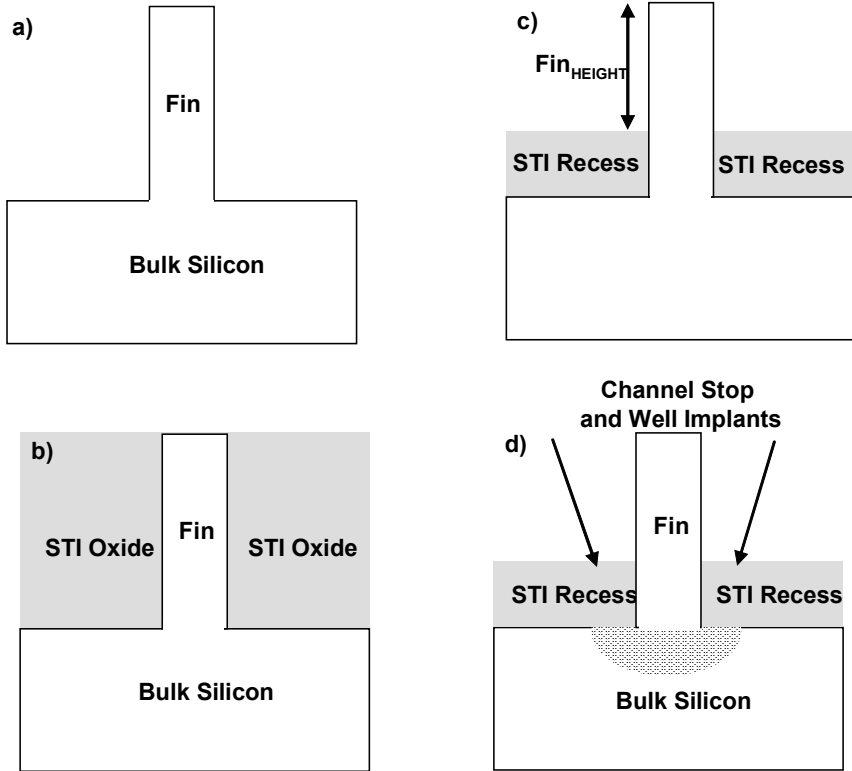 a)
Fin
Bulk Silicon
b)
STI Oxide
Fin
STI Oxide
Bulk Silicon
c)
FinHEIGHT
STI Recess
STI Recess
Channel Stop
and Well Implants
d)
Fin
STI Recess
STI Recess
Bulk Silicon